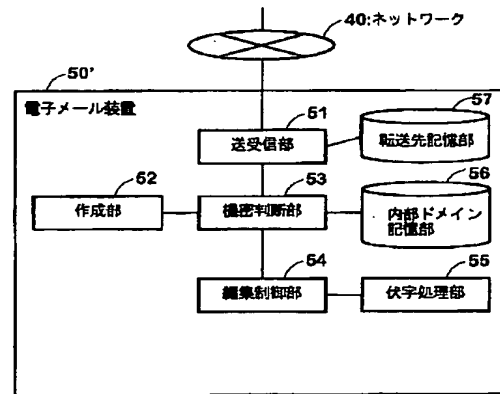 40:ネットワーク
50'
電子メール装置
51
送受信部
57
転送先記憶部
52
作成部
53
機密判断部
56
内部ドメイン
記憶部
54
編集制御部
55
伏字処理部